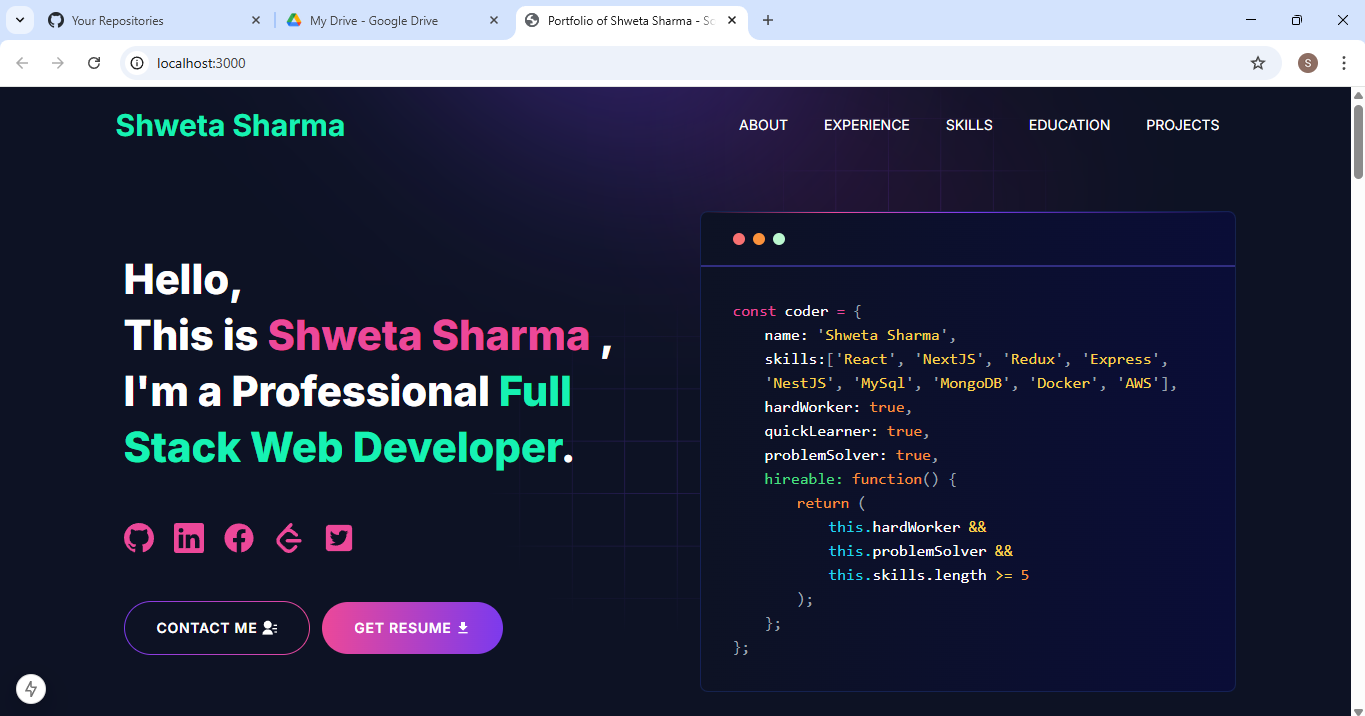 Your Repositories
My Drive - Google Drive
Portfolio of Shweta Sharma - So
localhost:3000
S
Shweta Sharma
ABOUT
EXPERIENCE
SKILLS
EDUCATION
PROJECTS
Hello,
This is Shweta Sharma ,
I'm a Professional Full
Stack Web Developer.
in
CONTACT ME
GET RESUME
const coder = {
name: 'Shweta Sharma',
skills:['React', 'NextJS', 'Redux', 'Express',
'NestJS', 'MySql', 'MongoDB', 'Docker', 'AWS'],
hardWorker: true,
quickLearner: true,
problemSolver: true,
hireable: function() {
return (
this.hardWorker &&
this.problemSolver &&
this.skills.length >= 5
);
};
};